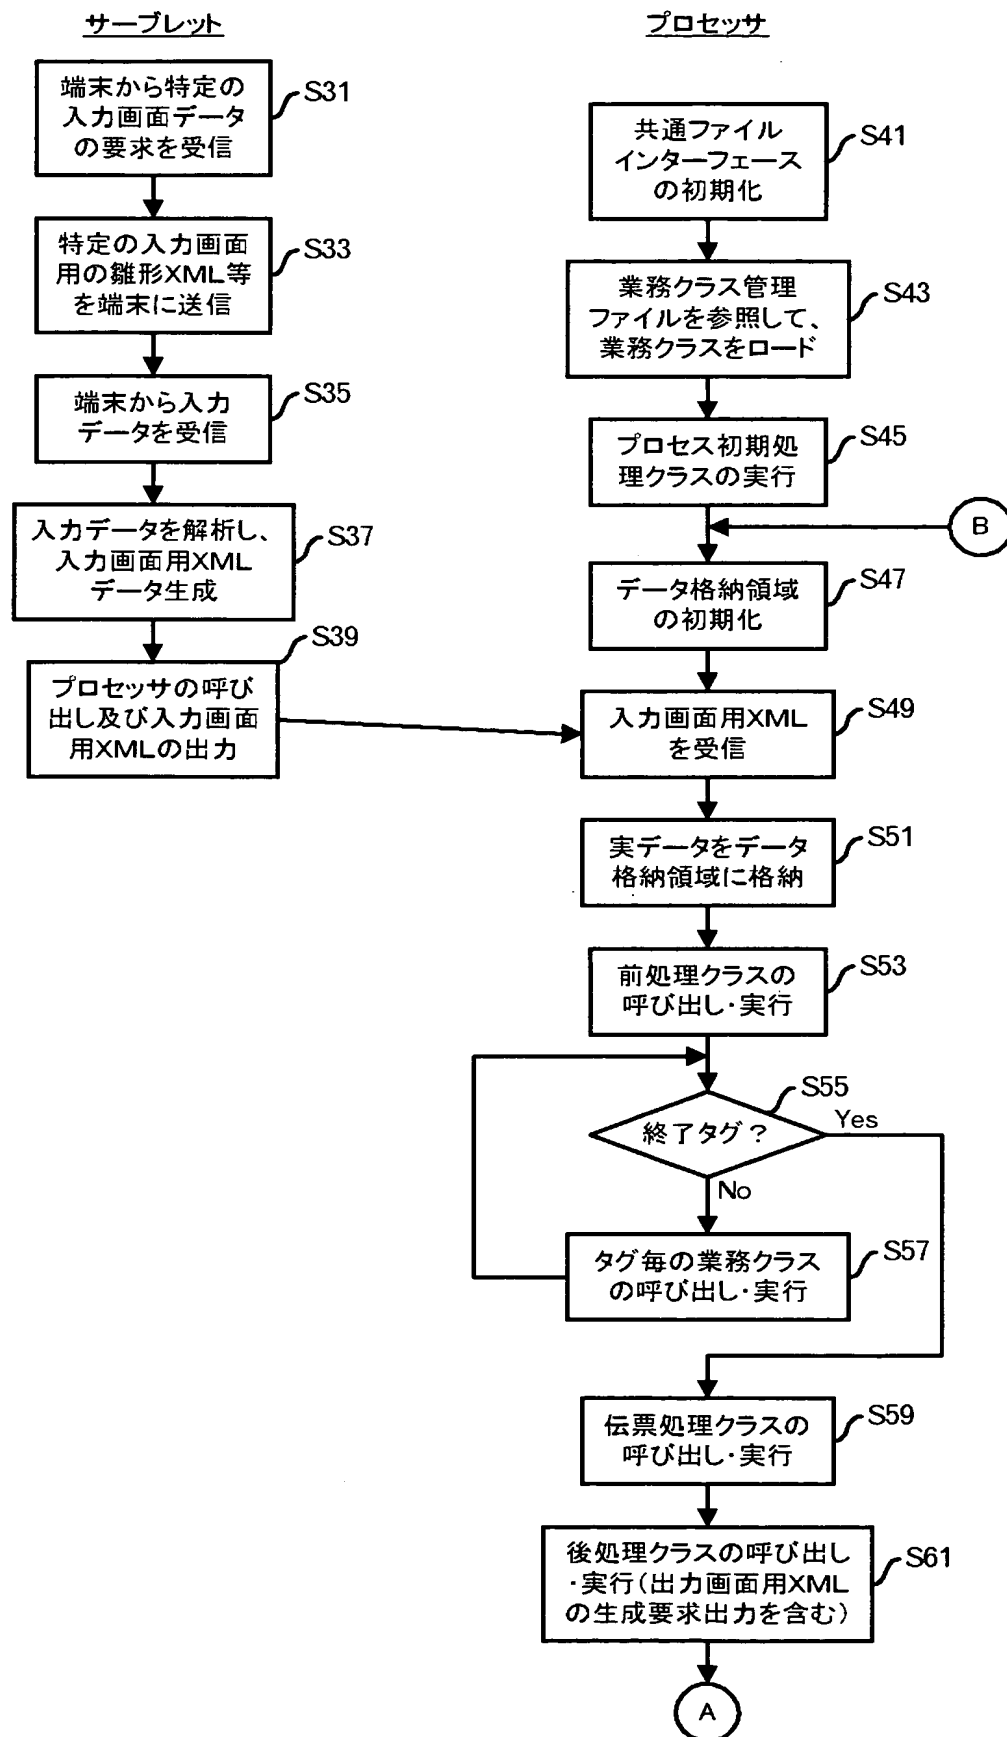 サーブレット
端末から特定の
入力画面データ
の要求を受信
S31
特定の入力画面
用の雛形XML等
を端末に送信
S33
端末から入力
データを受信
S35
入力データを解析し、
入力画面用XML
データ生成
S37
プロセッサの呼び
出し及び入力画面
用XMLの出力
S39
プロセッサ
共通ファイル
インターフェース
の初期化
S41
業務クラス管理
ファイルを参照して、
業務クラスをロード
S43
プロセス初期処
理クラスの実行
S45
B
データ格納領域
の初期化
S47
入力画面用XML
を受信
S49
実データをデータ
格納領域に格納
S51
前処理クラスの
呼び出し・実行
S53
終了タグ?
S55
Yes
No
タグ毎の業務クラス
の呼び出し・実行
S57
伝票処理クラスの
呼び出し・実行
S59
後処理クラスの呼び出し
・実行(出力画面用XML
の生成要求出力を含む)
S61
A